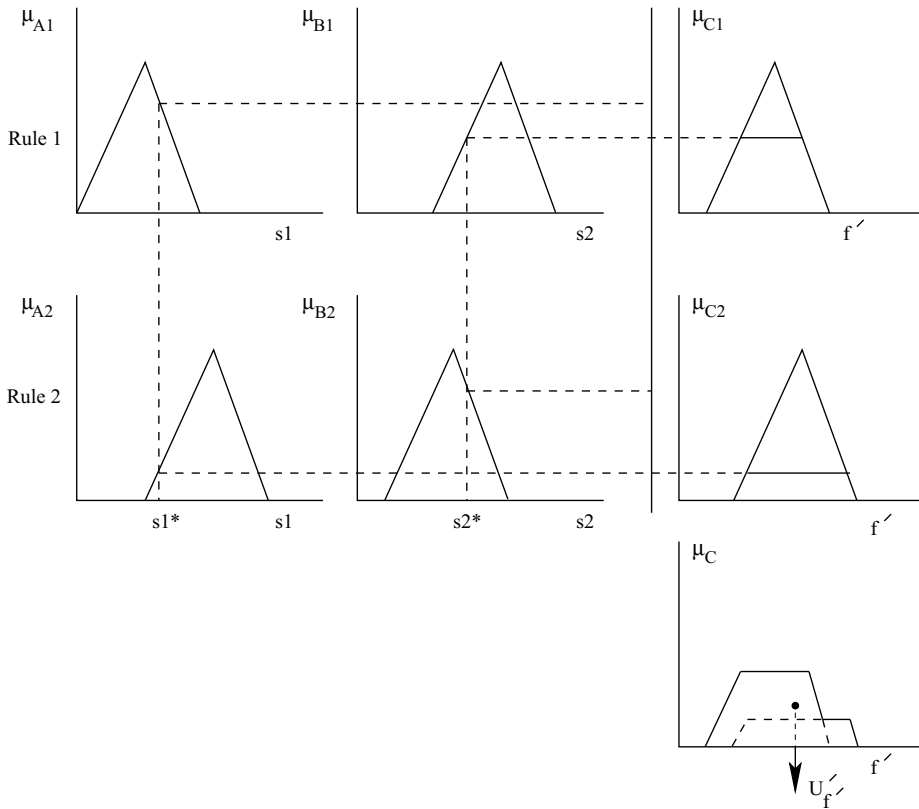 μA1
μB1
μC1
Rule 1
s1
s2
f´
μA2
μB2
μC2
Rule 2
s1*
s1
s2*
s2
f´
μC
f´
Uf´´